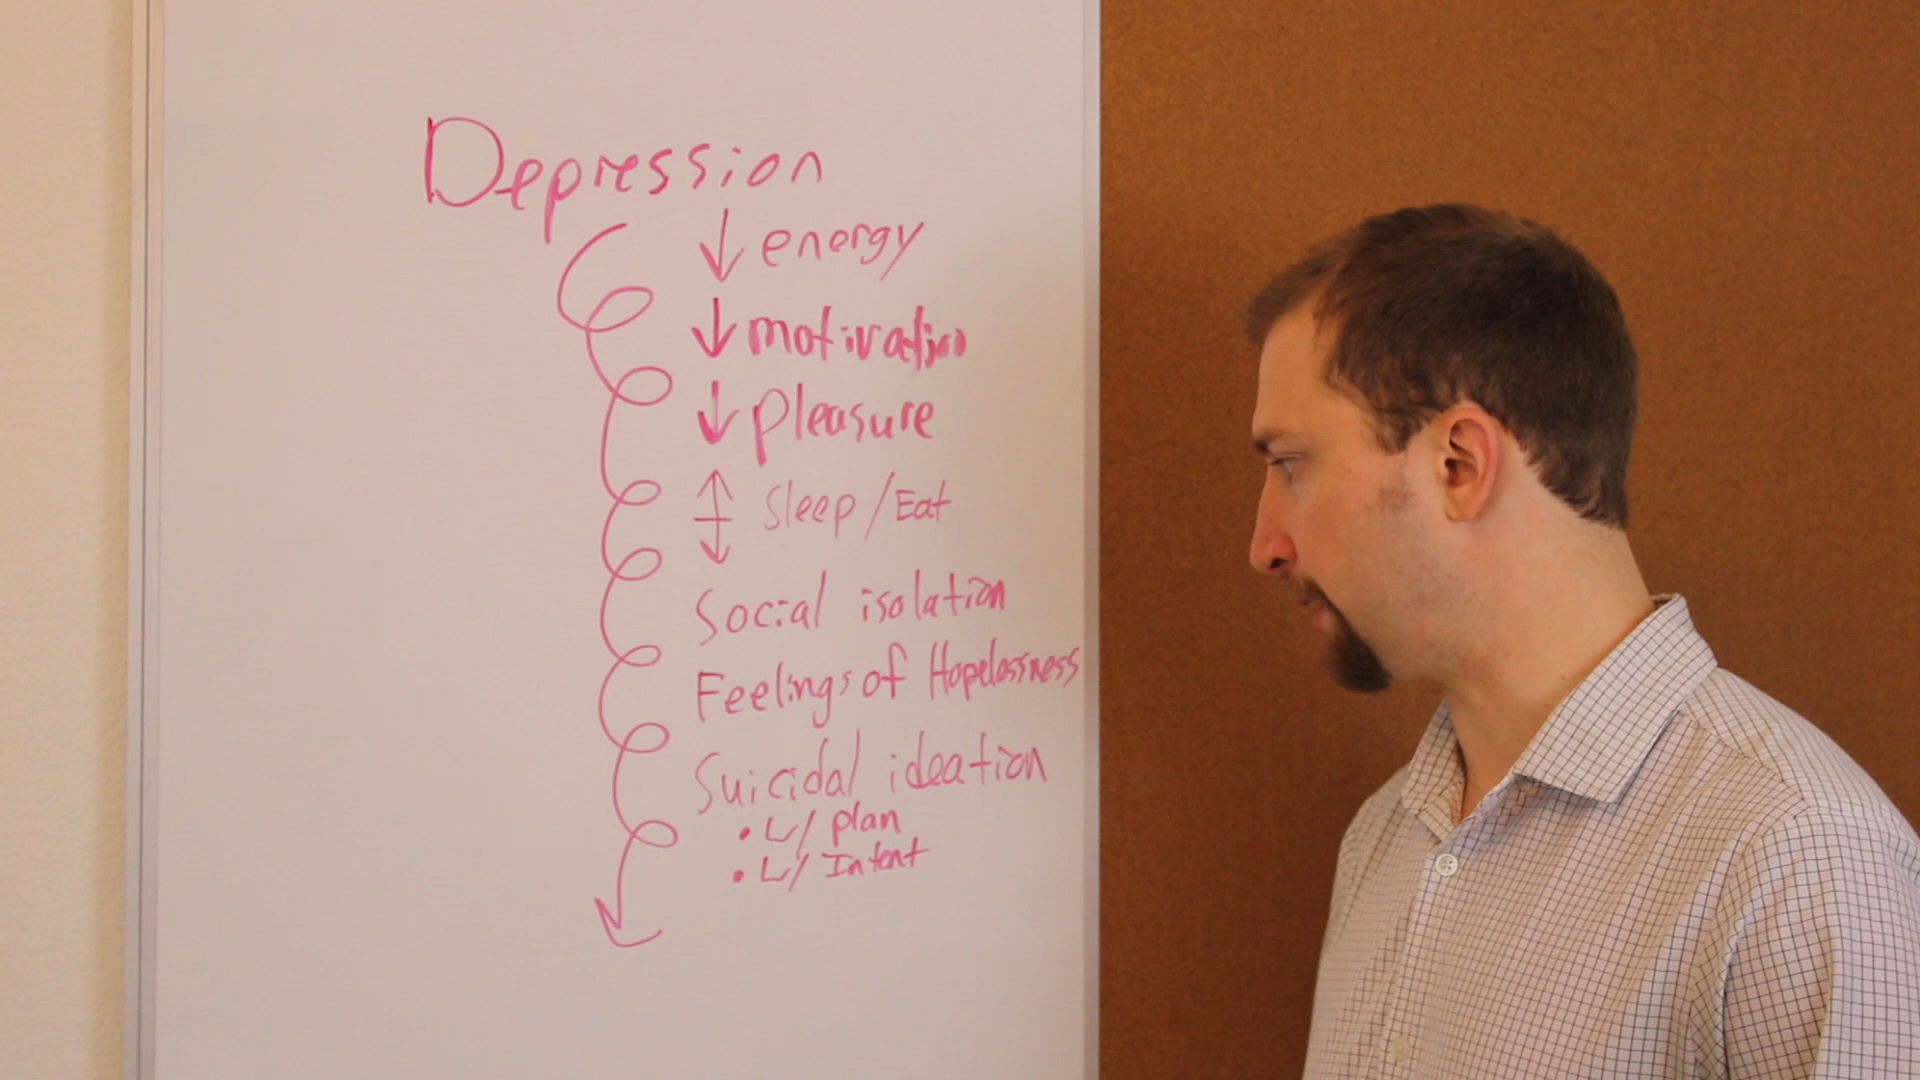 Depression
↓ energy
↓ motivation
↓ pleasure
↕ Sleep / Eat
Social isolation
Feelings of Hopelessness
Suicidal ideation
• w/ plan
• w/ Intent